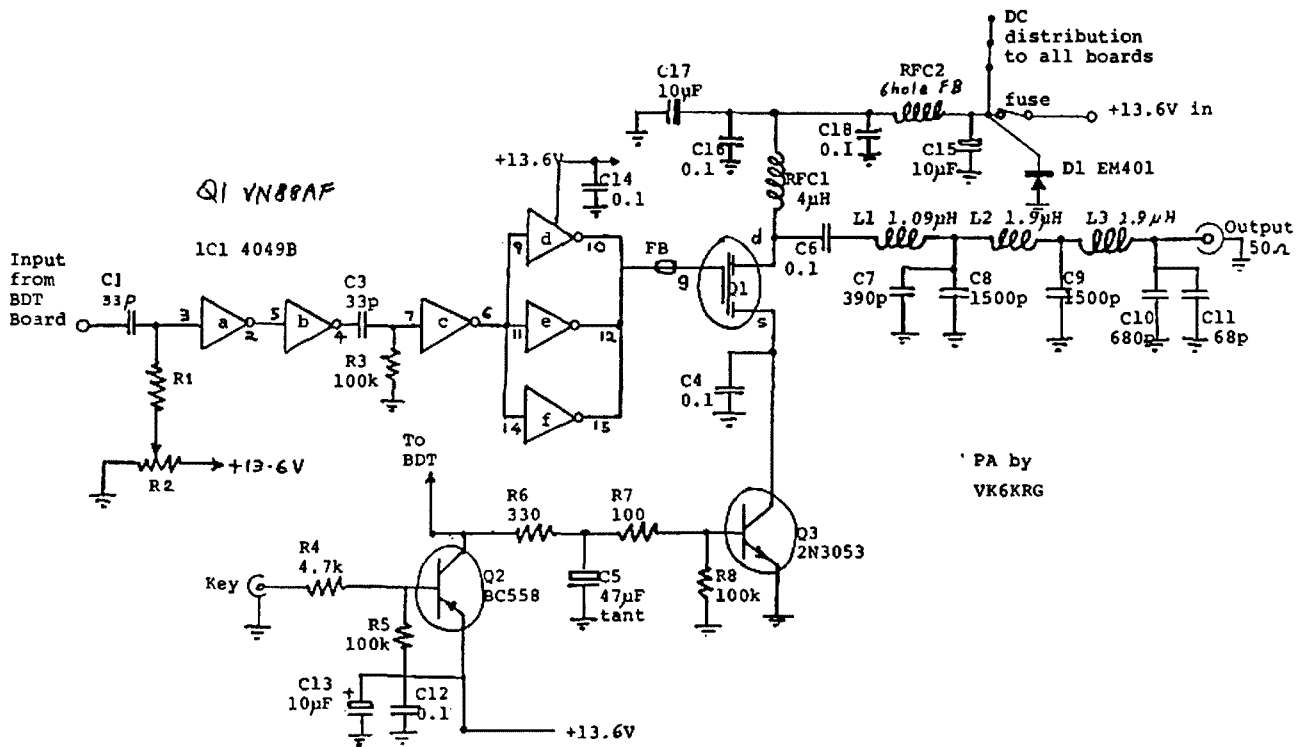 DC
distribution
to all boards
C17
10µF
RFC2
6hole FB
fuse
+13.6V in
C16
0.1
C18
0.I
C15
10µF
D1 EM401
+13.6V
C14
0.1
RFC1
4µH
Q1 VN88AF
1C1 4049B
L1 1.09µH
L2 1.9µH
L3 1.9µH
Output
50Ω
Input
from
BDT
Board
C1
33p
3
a
2
5
b
4
C3
33p
7
c
6
9
d
10
11
e
12
14
f
15
FB
g
d
Q1
s
C6
0.1
C7
390p
C8
1500p
C9
1500p
C10
680p
C11
68p
R1
R3
100k
R2
+13.6V
C4
0.1
To
BDT
PA by
VK6KRG
R6
330
R7
100
Q3
2N3053
Key
R4
4.7k
Q2
BC558
C5
47µF
tant
R8
100k
R5
100k
C13
10µF
+
C12
0.1
+13.6V